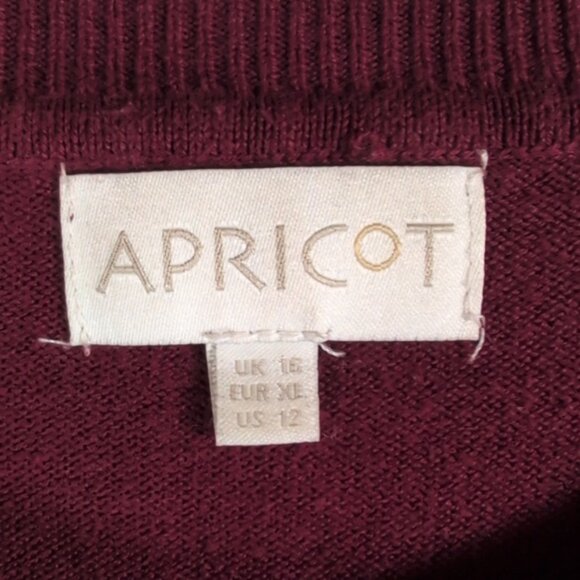 APRICOT
UK 16
EUR XL
US 12